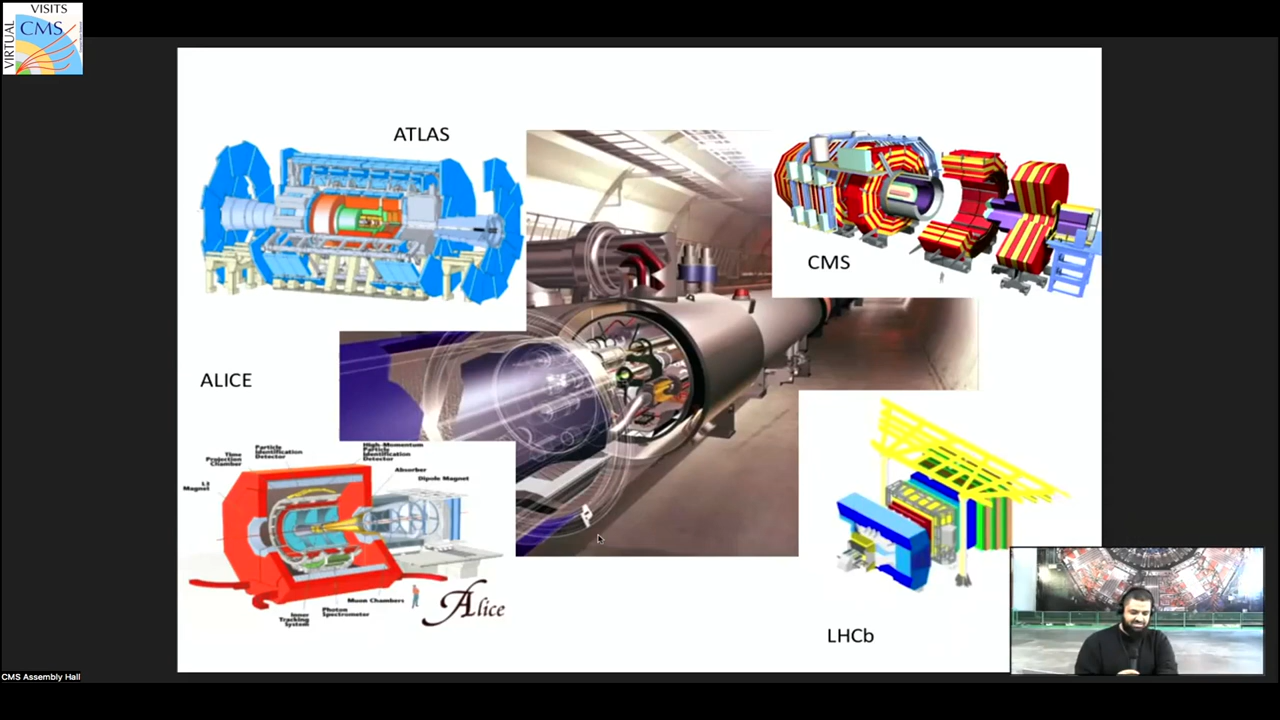 VISITS
CMS
VIRTUAL
ATLAS
CMS
ALICE
Particle
Identification
Detector
High-Momentum
Particle
Identification
Detector
Time
Projection
Chamber
Absorber
Dipole Magnet
L3
Magnet
Muon Chambers
Photon
Spectrometer
Inner
Tracking
System
Alice
LHCb
CMS Assembly Hall